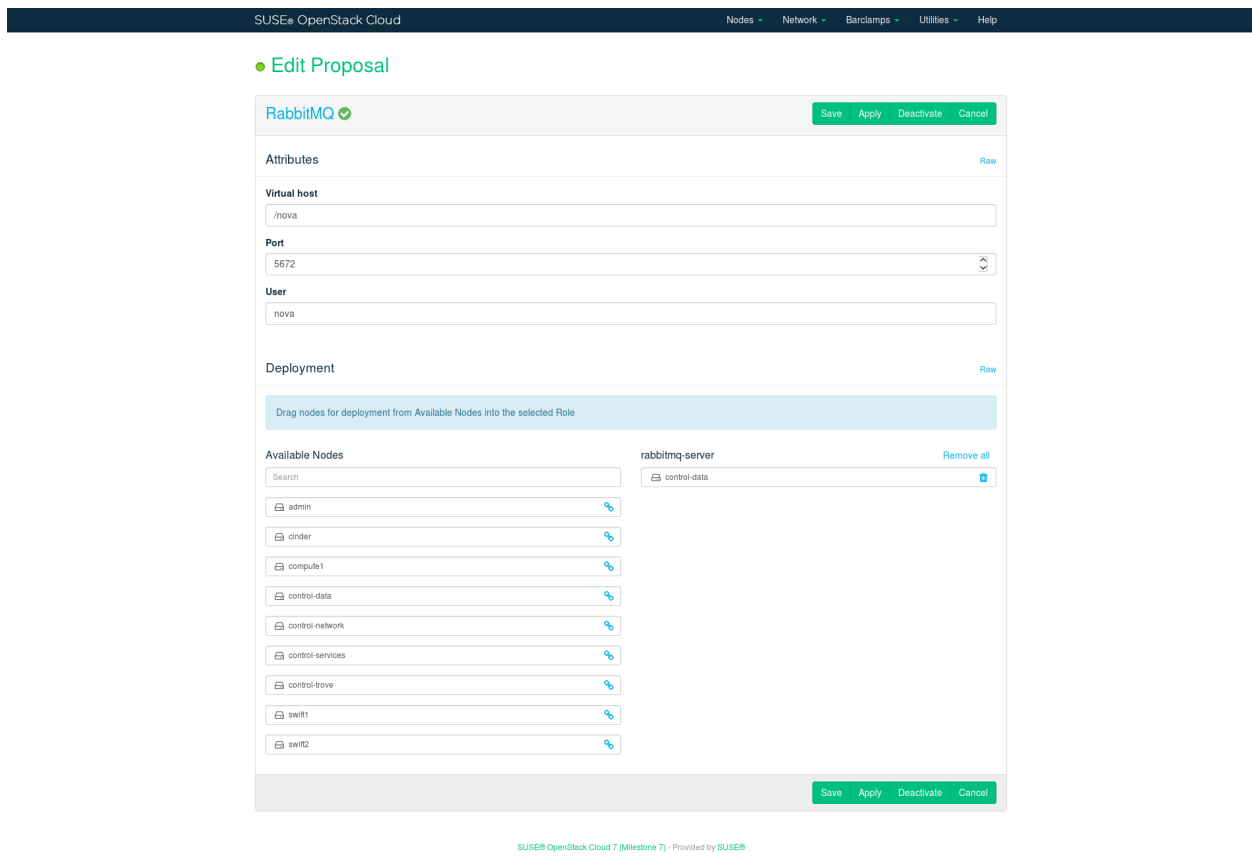 SUSE® OpenStack Cloud Nodes Network Barclamps Utilities Help
Edit Proposal
RabbitMQ Save Apply Deactivate Cancel
Attributes Raw
Virtual host
/nova
Port
5672
User
nova
Deployment Raw
Drag nodes for deployment from Available Nodes into the selected Role
Available Nodes rabbitmq-server Remove all
Search control-data
admin
cinder
compute1
control-data
control-network
control-services
control-trove
swift1
swift2
Save Apply Deactivate Cancel
SUSE® OpenStack Cloud 7 (Milestone 7) - Provided by SUSE®